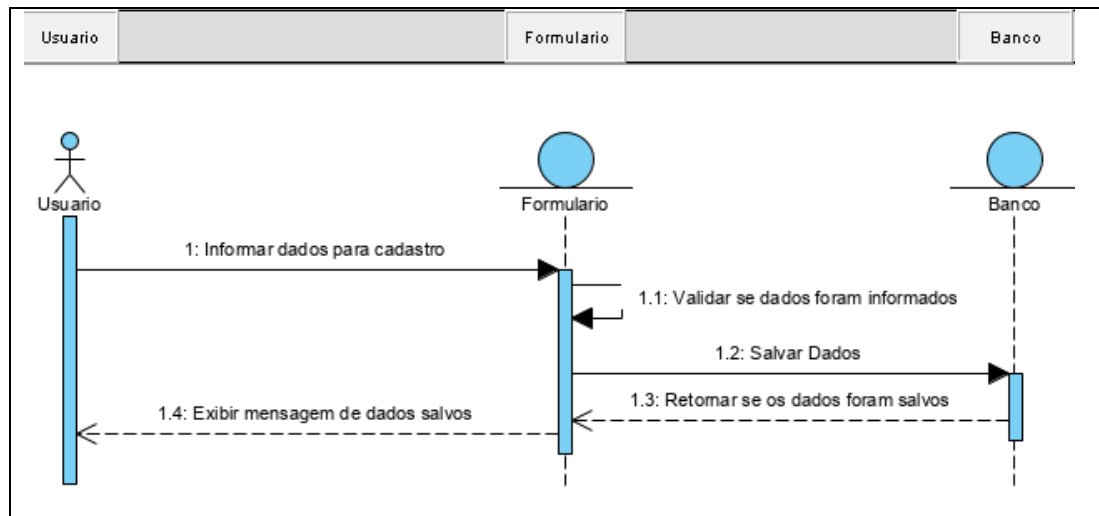 Usuario
Formulario
Banco
Usuario
Formulario
Banco
1: Informar dados para cadastro
1.1: Validar se dados foram informados
1.2: Salvar Dados
1.3: Retornar se os dados foram salvos
1.4: Exibir mensagem de dados salvos